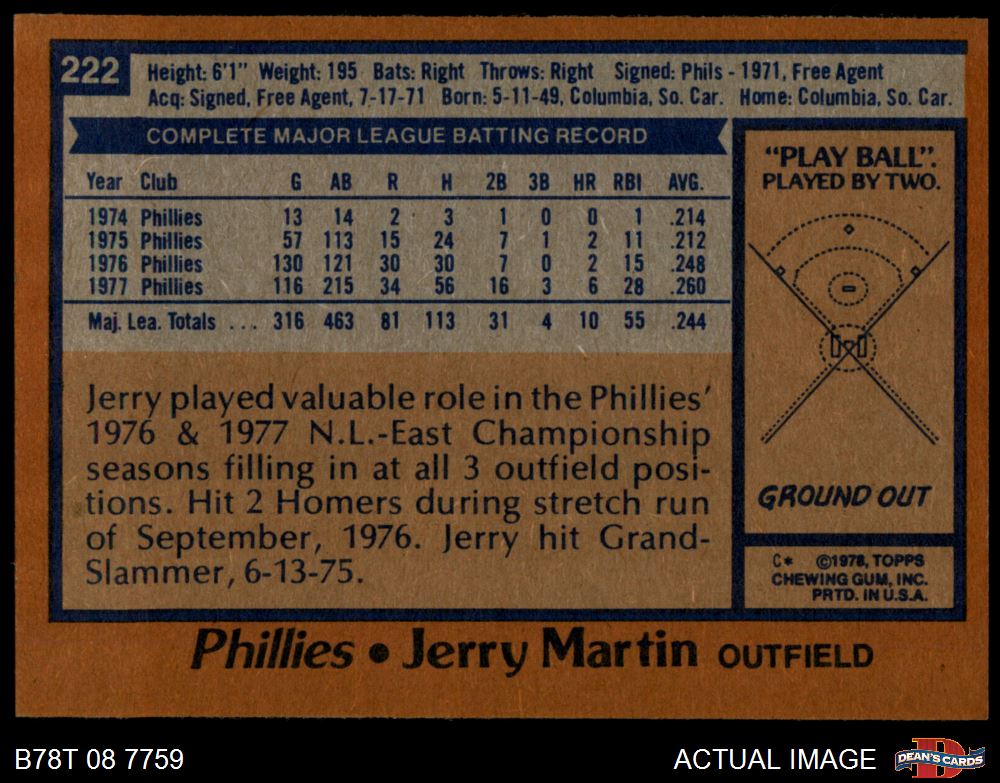 222
Height: 6'1" Weight: 195 Bats: Right Throws: Right Signed: Phils - 1971, Free Agent
Acq: Signed, Free Agent, 7-17-71 Born: 5-11-49, Columbia, So. Car. Home: Columbia, So. Car.
COMPLETE MAJOR LEAGUE BATTING RECORD
Year Club G AB R H 2B 3B HR RBI AVG.
1974 Phillies 13 14 2 3 1 0 0 1 .214
1975 Phillies 57 113 15 24 7 1 2 11 .212
1976 Phillies 130 121 30 30 7 0 2 15 .248
1977 Phillies 116 215 34 56 16 3 6 28 .260
Maj. Lea. Totals ... 316 463 81 113 31 4 10 55 .244
Jerry played valuable role in the Phillies'
1976 & 1977 N.L.-East Championship
seasons filling in at all 3 outfield posi-
tions. Hit 2 Homers during stretch run
of September, 1976. Jerry hit Grand-
Slammer, 6-13-75.
"PLAY BALL".
PLAYED BY TWO.
GROUND OUT
C* ©1978, TOPPS
CHEWING GUM, INC.
PRTD. IN U.S.A.
Phillies • Jerry Martin OUTFIELD
B78T 08 7759
ACTUAL IMAGE
D
DEAN'S CARDS